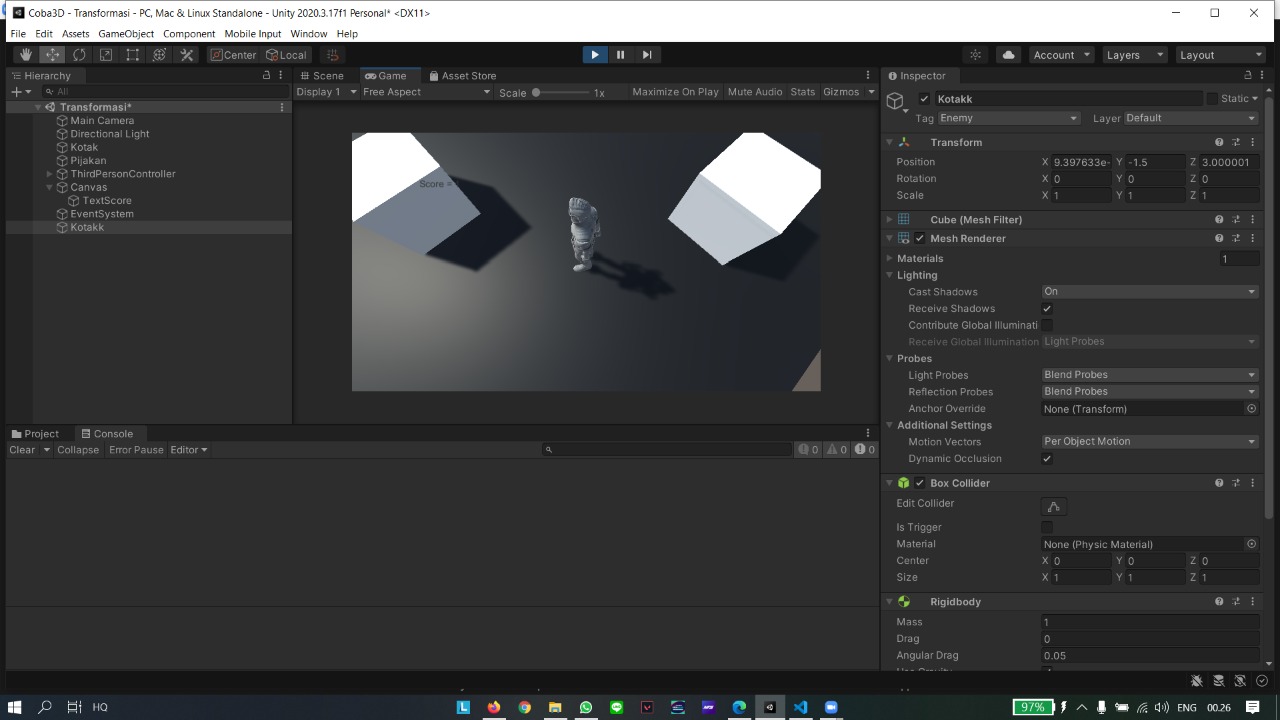 Coba3D - Transformasi - PC, Mac & Linux Standalone - Unity 2020.3.17f1 Personal* <DX11>
File Edit Assets GameObject Component Mobile Input Window Help
Center Local Account Layers Layout
Hierarchy
All
Transformasi*
Main Camera
Directional Light
Kotak
Pijakan
ThirdPersonController
Canvas
TextScore
EventSystem
Kotakk
Scene Game Asset Store
Display 1 Free Aspect Scale 1x Maximize On Play Mute Audio Stats Gizmos
Score =
Project Console
Clear Collapse Error Pause Editor 0 0 0
Inspector
Kotakk Static
Tag Enemy Layer Default
Transform
Position X 9.397633e- Y -1.5 Z 3.000001
Rotation X 0 Y 0 Z 0
Scale X 1 Y 1 Z 1
Cube (Mesh Filter)
Mesh Renderer
Materials 1
Lighting
Cast Shadows On
Receive Shadows
Contribute Global Illuminati
Receive Global Illumination Light Probes
Probes
Light Probes Blend Probes
Reflection Probes Blend Probes
Anchor Override None (Transform)
Additional Settings
Motion Vectors Per Object Motion
Dynamic Occlusion
Box Collider
Edit Collider
Is Trigger
Material None (Physic Material)
Center X 0 Y 0 Z 0
Size X 1 Y 1 Z 1
Rigidbody
Mass 1
Drag 0
Angular Drag 0.05
HQ 97% ENG 00.26